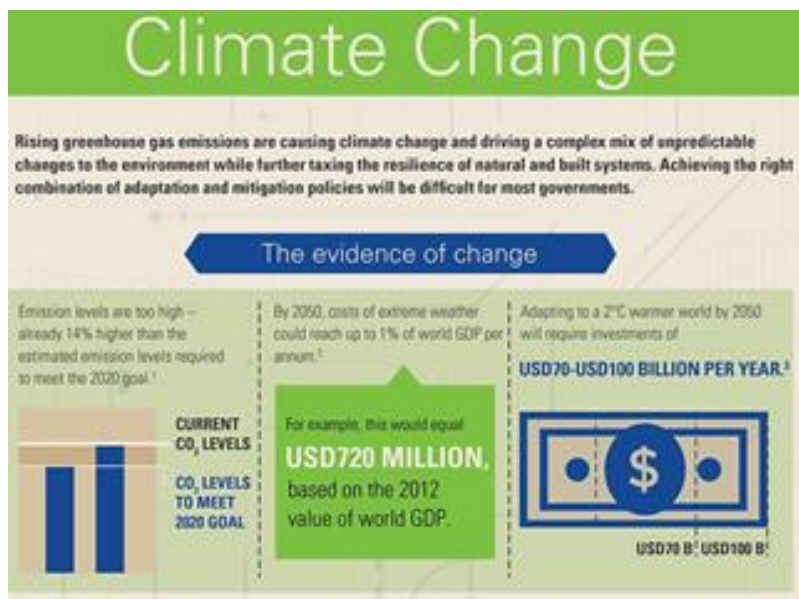 Climate Change
Rising greenhouse gas emissions are causing climate change and driving a complex mix of unpredictable
changes to the environment while further taxing the resilience of natural and built systems. Achieving the right
combination of adaptation and mitigation policies will be difficult for most governments.
The evidence of change
Emission levels are too high –
already 14% higher than the
estimated emission levels required
to meet the 2020 goal.¹
CURRENT
CO₂ LEVELS
CO₂ LEVELS
TO MEET
2020 GOAL
By 2050, costs of extreme weather
could reach up to 1% of world GDP per
annum.²
For example, this would equal
USD720 MILLION,
based on the 2012
value of world GDP.
Adapting to a 2°C warmer world by 2050
will require investments of
USD70-USD100 BILLION PER YEAR.³
$
USD70 B
USD100 B